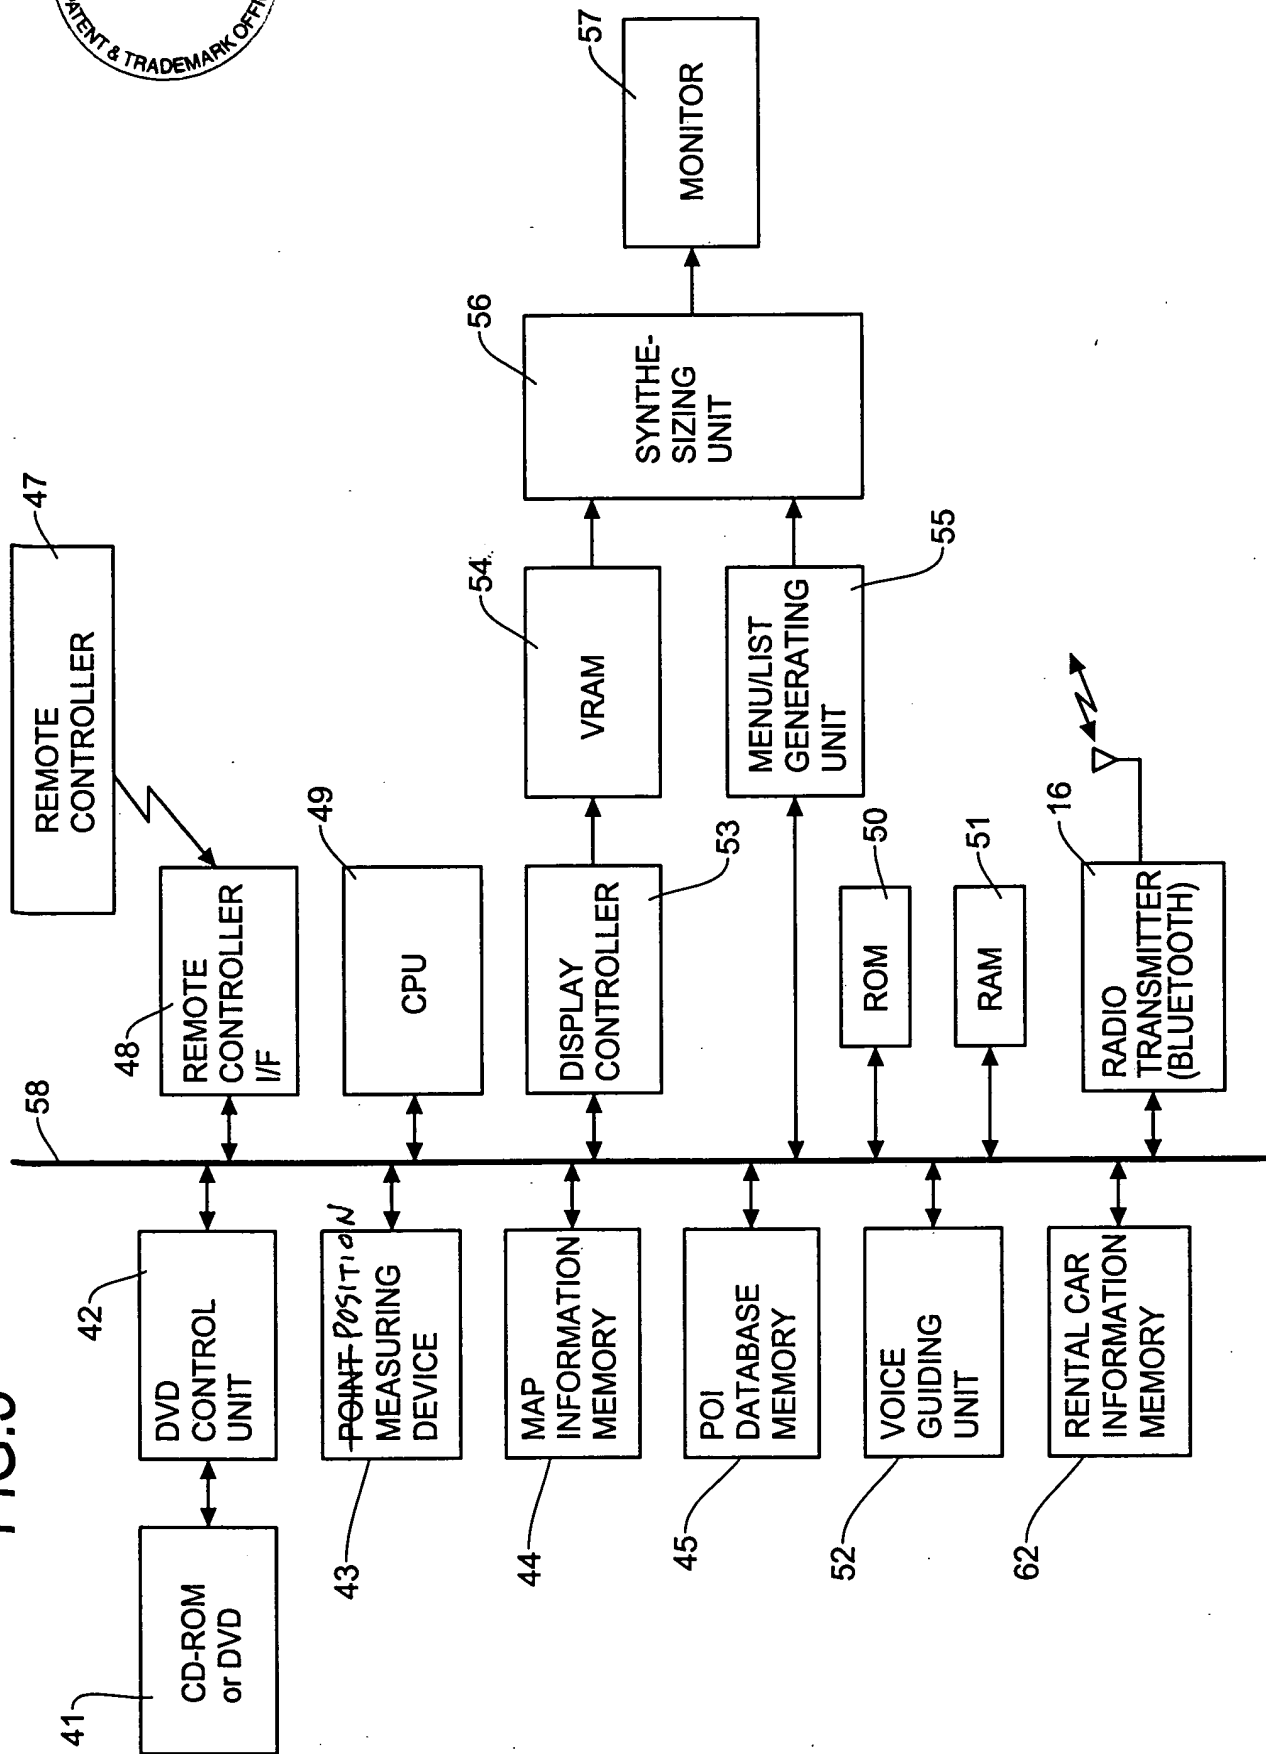 ATENT & TRADEMARK OFFI
41
CD-ROM
or DVD
42
DVD
CONTROL
UNIT
43
POINT POSITION
MEASURING
DEVICE
44
MAP
INFORMATION
MEMORY
45
POI
DATABASE
MEMORY
52
VOICE
GUIDING
UNIT
62
RENTAL CAR
INFORMATION
MEMORY
58
48
REMOTE
CONTROLLER
I/F
47
REMOTE
CONTROLLER
49
CPU
53
DISPLAY
CONTROLLER
54
VRAM
55
MENU/LIST
GENERATING
UNIT
56
SYNTHE-
SIZING
UNIT
57
MONITOR
50
ROM
51
RAM
16
RADIO
TRANSMITTER
(BLUETOOTH)